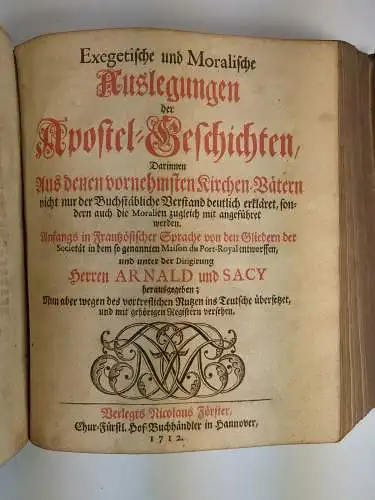 Exegetische und Moralische
Auslegungen
der
Apostel-Geschichten,
Darinnen
Aus denen vornehmsten Kirchen-Vätern
nicht nur der Buchstäbliche Verstand deutlich erkläret, son-
dern auch die Moralien zugleich mit angeführet
werden.
Anfangs in Frantzösischer Sprache von den Gliedern der
Societät in dem so genannten Maison du Port-Royal entworffen,
und unter der Dirigirung
Herren ARNALD und SACY
herausgegeben;
Nun aber wegen des vortreflichen Nutzen ins Teutsche übersetzet,
und mit gehörigen Registern versehen.
Verlegts Nicolaus Förster,
Chur-Fürstl. Hof-Buchhändler in Hannover,
1712.